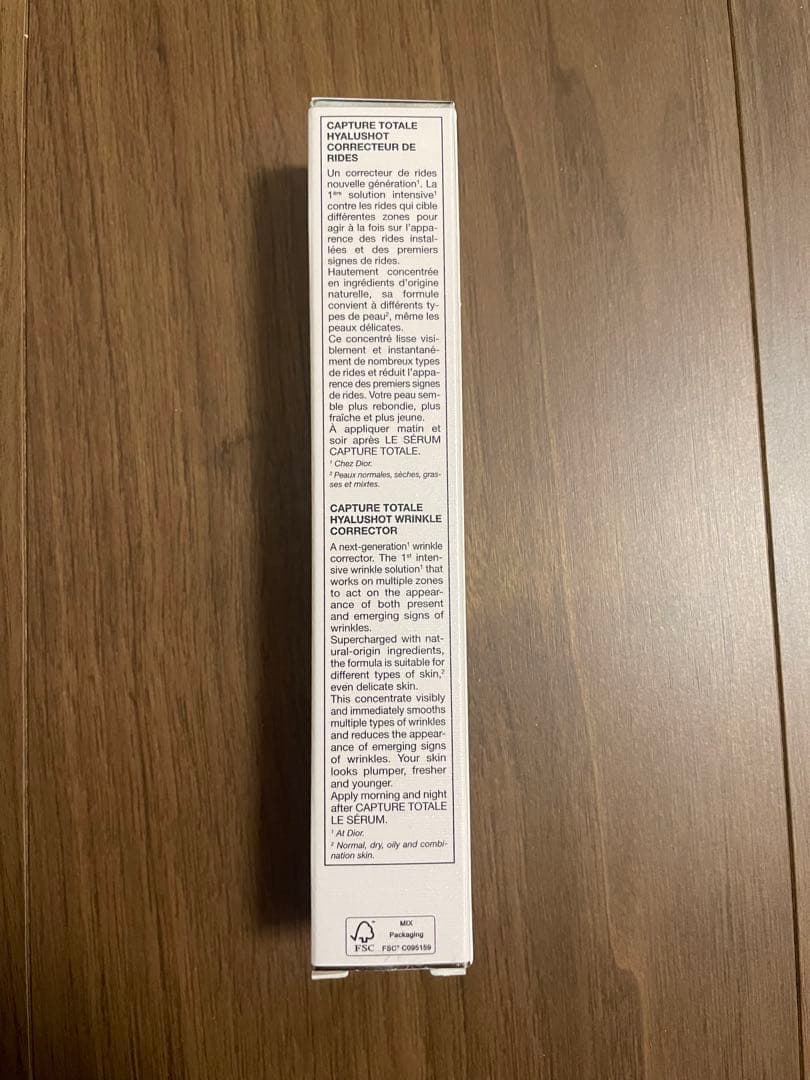 CAPTURE TOTALE
HYALUSHOT
CORRECTEUR DE
RIDES
Un correcteur de rides
nouvelle génération¹. La
1ère solution intensive¹
contre les rides qui cible
différentes zones pour
agir à la fois sur l'appa-
rence des rides instal-
lées et des premiers
signes de rides.
Hautement concentrée
en ingrédients d'origine
naturelle, sa formule
convient à différents ty-
pes de peau², même les
peaux délicates.
Ce concentré lisse visi-
blement et instantané-
ment de nombreux types
de rides et réduit l'appa-
rence des premiers signes
de rides. Votre peau sem-
ble plus rebondie, plus
fraîche et plus jeune.
À appliquer matin et
soir après LE SÉRUM
CAPTURE TOTALE.
¹ Chez Dior.
² Peaux normales, sèches, gras-
ses et mixtes.
CAPTURE TOTALE
HYALUSHOT WRINKLE
CORRECTOR
A next-generation¹ wrinkle
corrector. The 1st inten-
sive wrinkle solution¹ that
works on multiple zones
to act on the appear-
ance of both present
and emerging signs of
wrinkles.
Supercharged with nat-
ural-origin ingredients,
the formula is suitable for
different types of skin,²
even delicate skin.
This concentrate visibly
and immediately smooths
multiple types of wrinkles
and reduces the appear-
ance of emerging signs
of wrinkles. Your skin
looks plumper, fresher
and younger.
Apply morning and night
after CAPTURE TOTALE
LE SÉRUM.
¹ At Dior.
² Normal, dry, oily and combi-
nation skin.
MIX
Packaging
FSC FSC® C095159